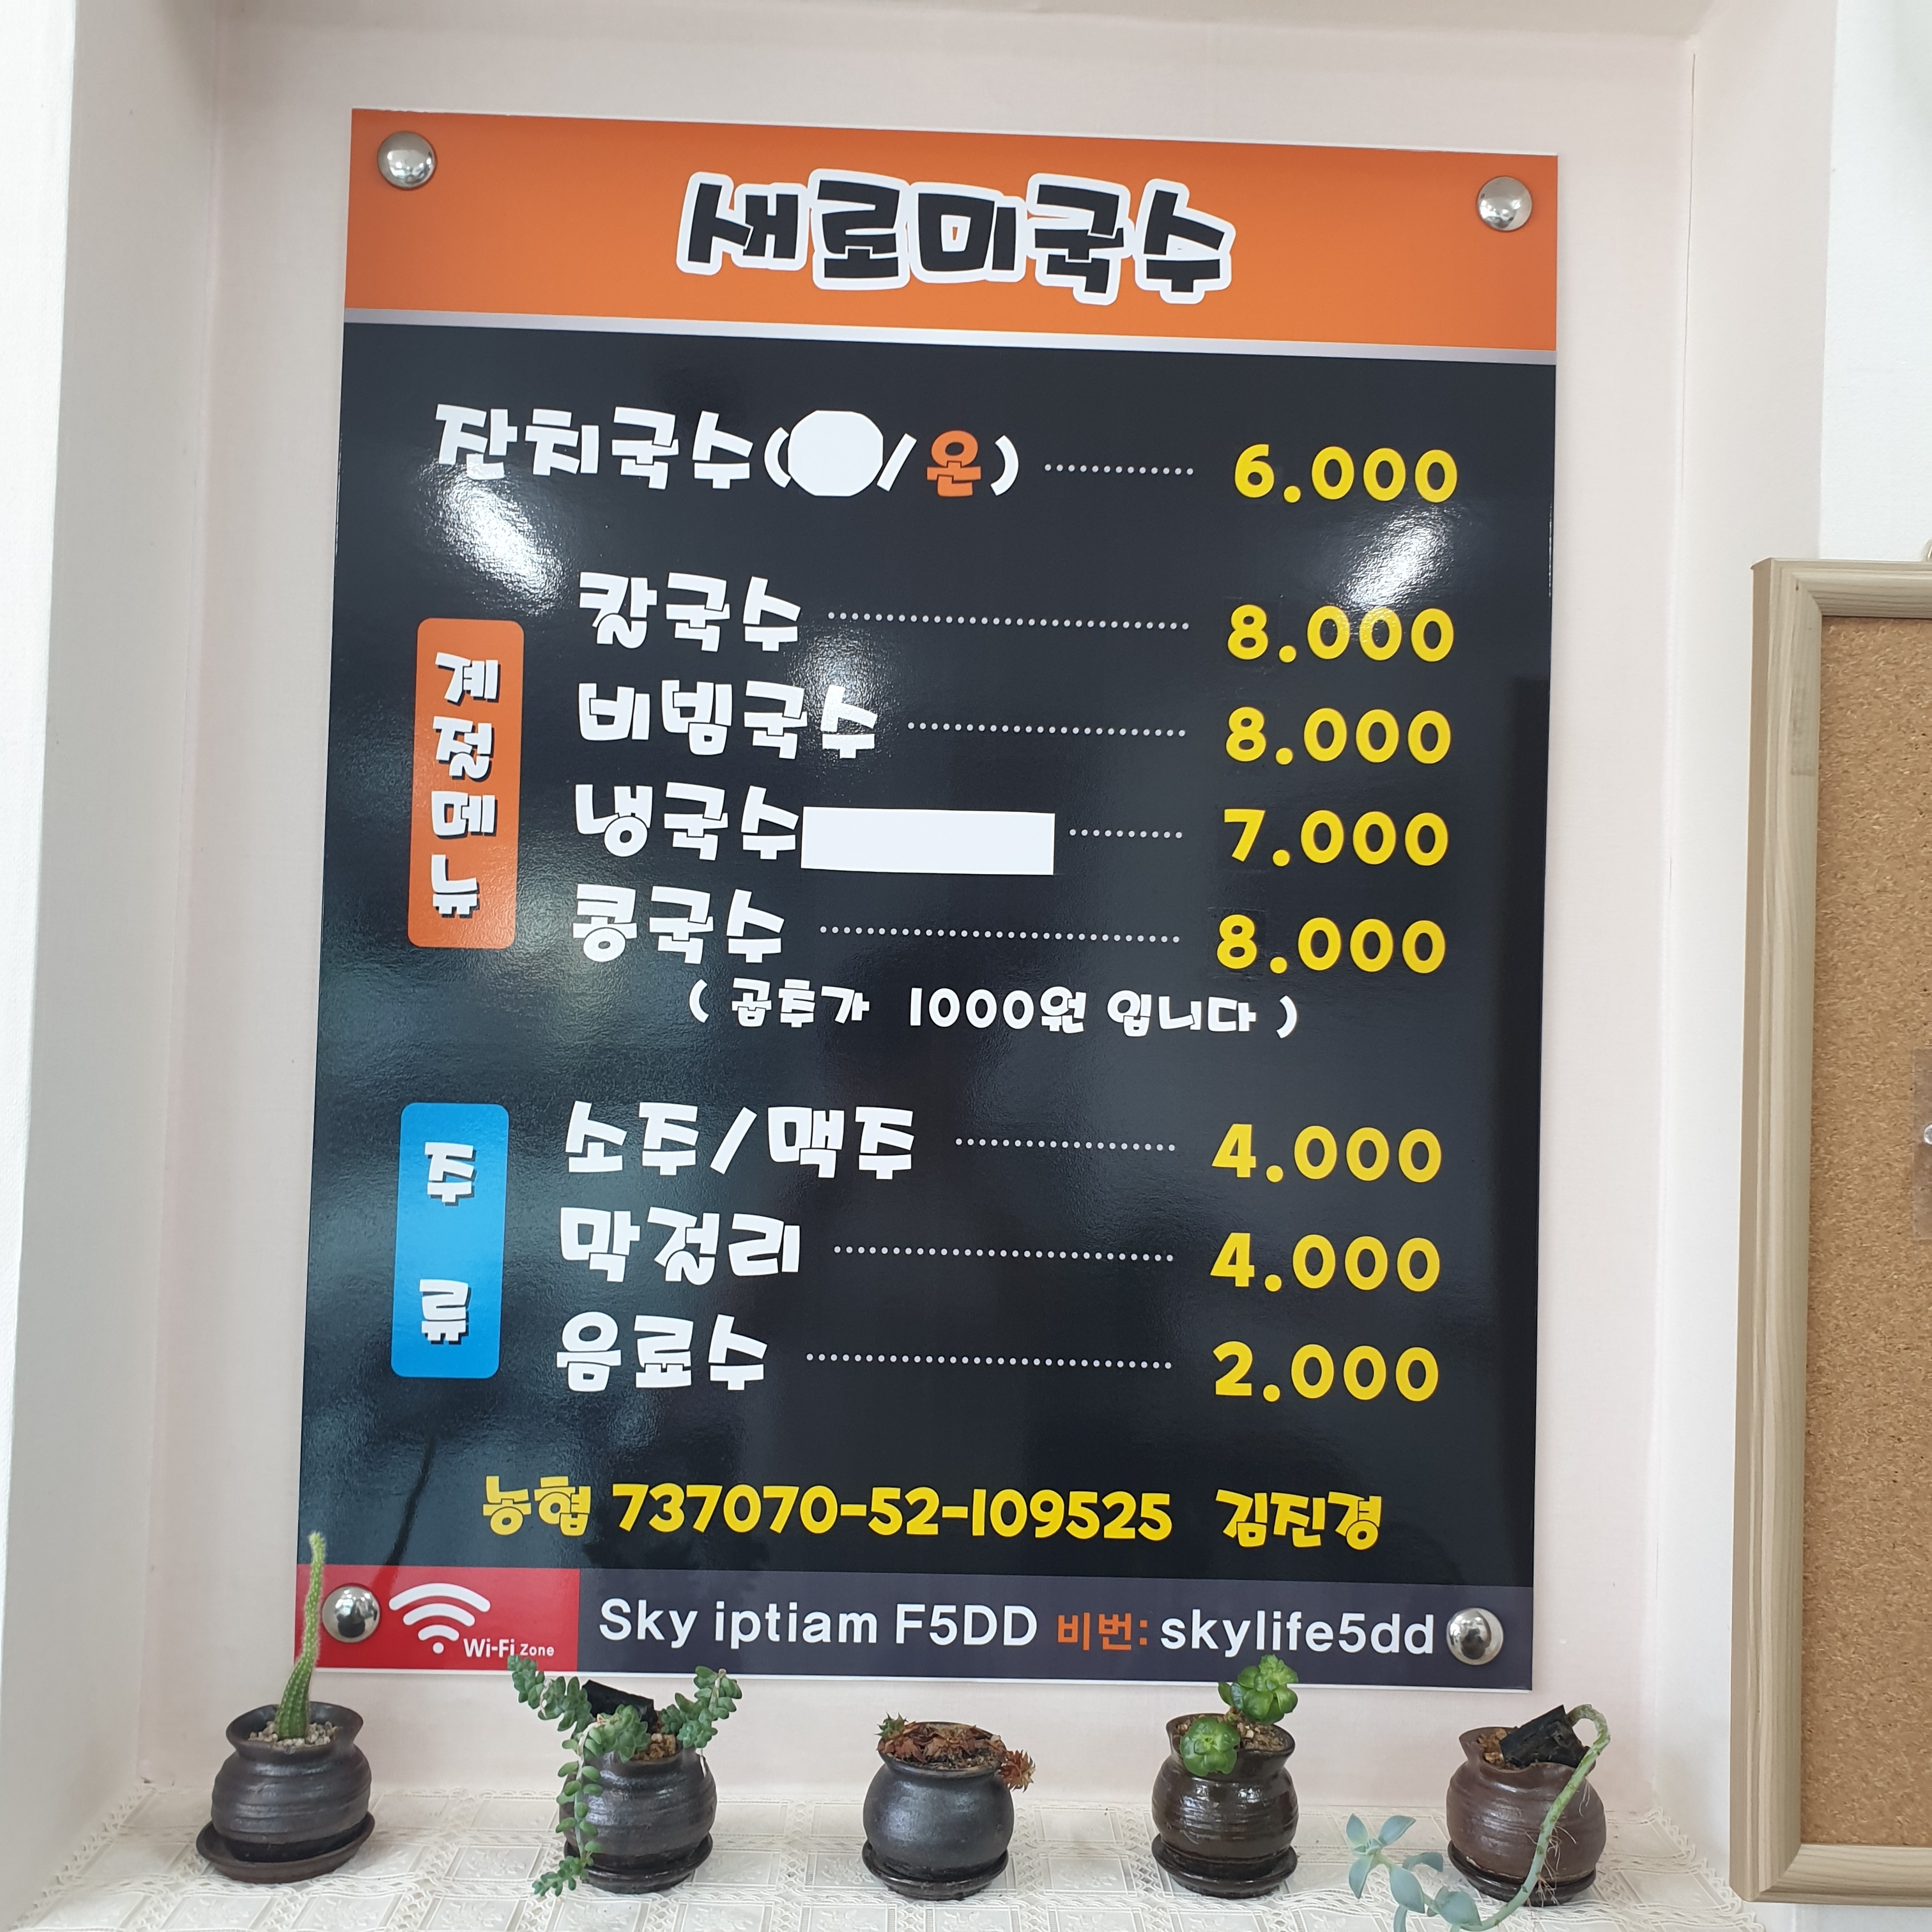 새로미국수
잔치국수( / 온) 6.000
계절메뉴
칼국수 8.000
비빔국수 8.000
냉국수 7.000
콩국수 8.000
( 곱추가 1000원 입니다 )
주류
소주/맥주 4.000
막걸리 4.000
음료수 2.000
농협 737070-52-109525 김진경
Wi-Fi Zone Sky iptiam F5DD 비번: skylife5dd